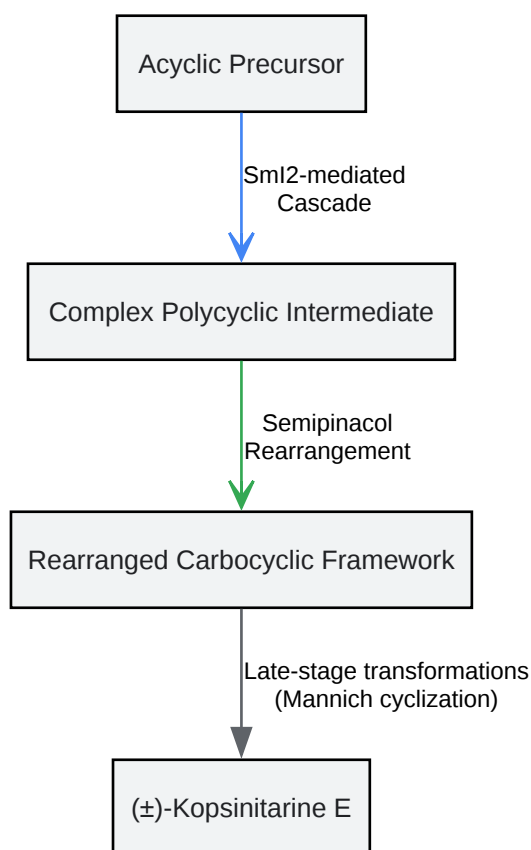 Acyclic Precursor
SmI2-mediated
Cascade
Complex Polycyclic Intermediate
Semipinacol
Rearrangement
Rearranged Carbocyclic Framework
Late-stage transformations
(Mannich cyclization)
(±)-Kopsinitarine E